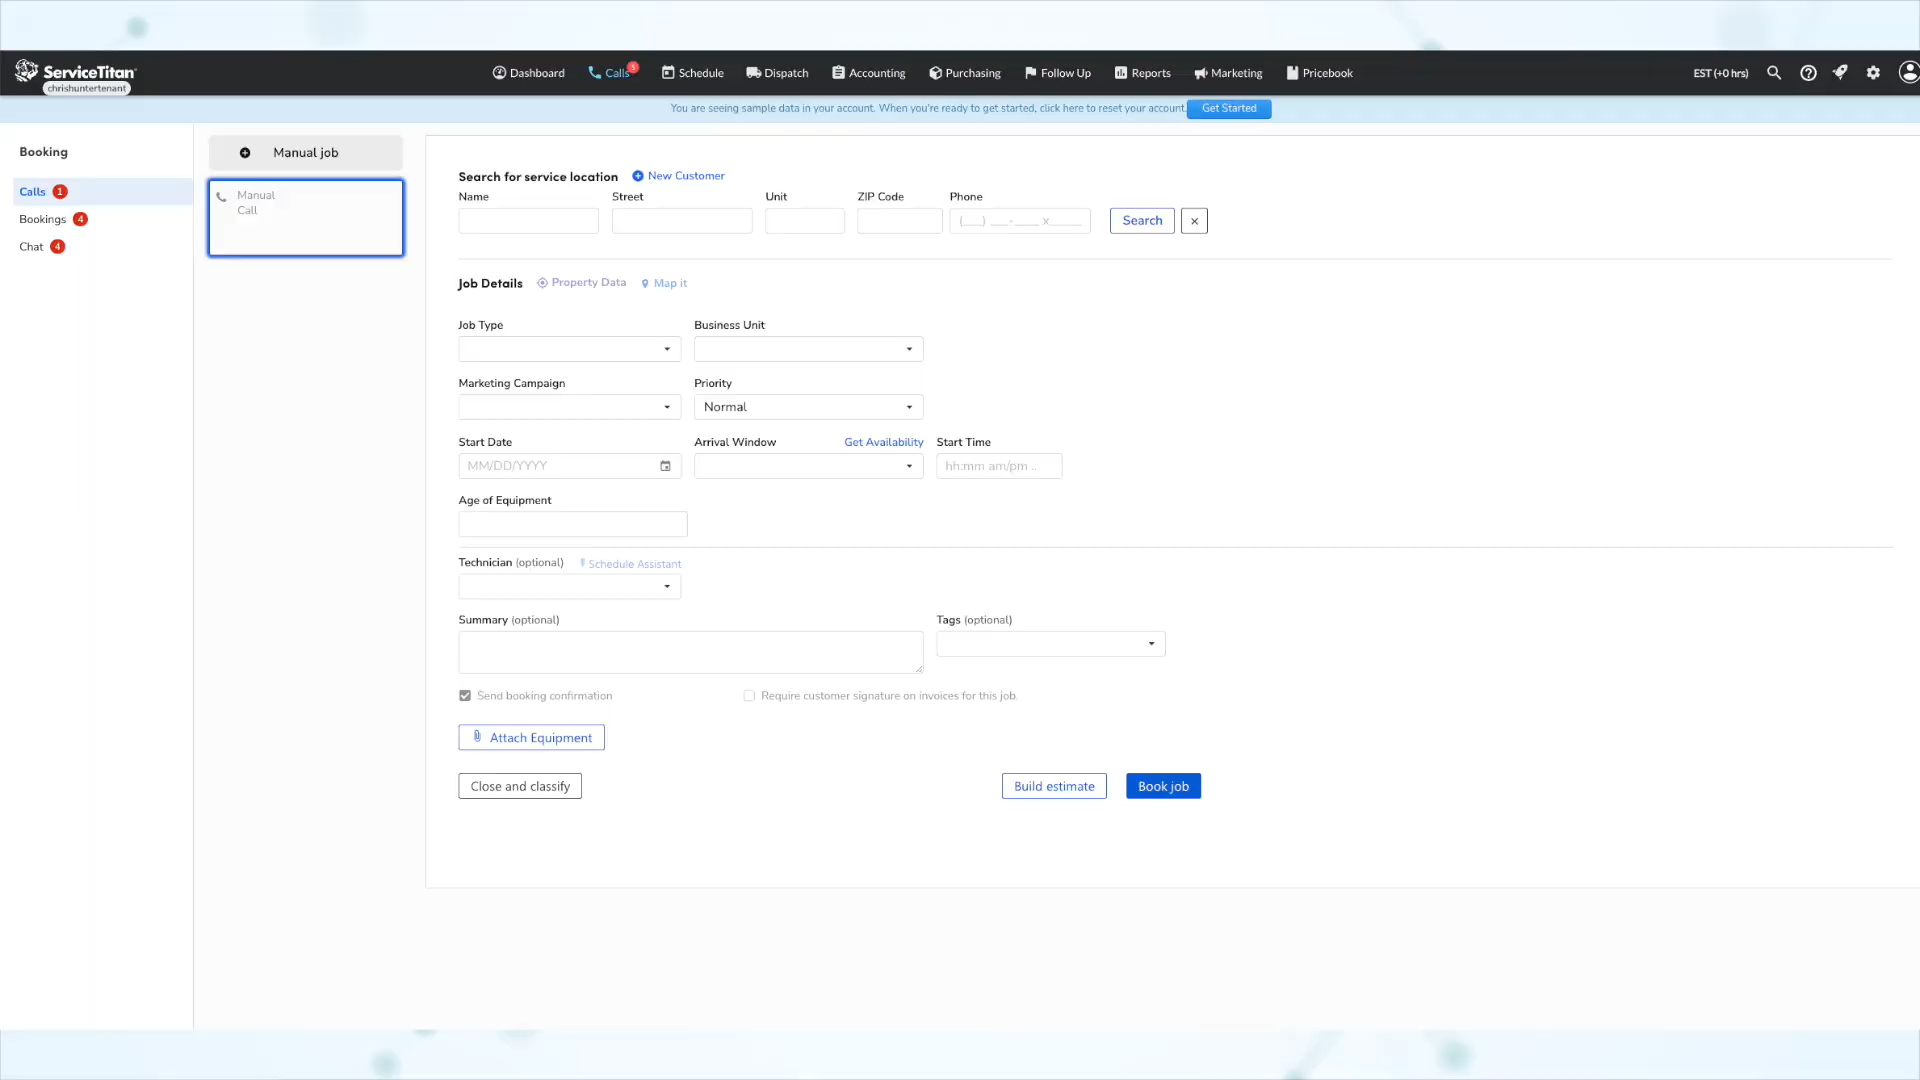 ServiceTitan
chrishuntertenant
Dashboard
Calls 5
Schedule
Dispatch
Accounting
Purchasing
Follow Up
Reports
Marketing
Pricebook
EST (+0 hrs)
You are seeing sample data in your account. When you're ready to get started, click here to reset your account.
Get Started
Booking
Calls 1
Bookings 4
Chat 4
Manual job
Manual
Call
Search for service location New Customer
Name Street Unit ZIP Code Phone
(___) ___-____ x_____
Search ×
Job Details Property Data Map it
Job Type Business Unit
Marketing Campaign Priority
Normal
Start Date Arrival Window Get Availability Start Time
MM/DD/YYYY hh:mm am/pm ..
Age of Equipment
Technician (optional) Schedule Assistant
Summary (optional) Tags (optional)
Send booking confirmation Require customer signature on invoices for this job.
Attach Equipment
Close and classify Build estimate Book job